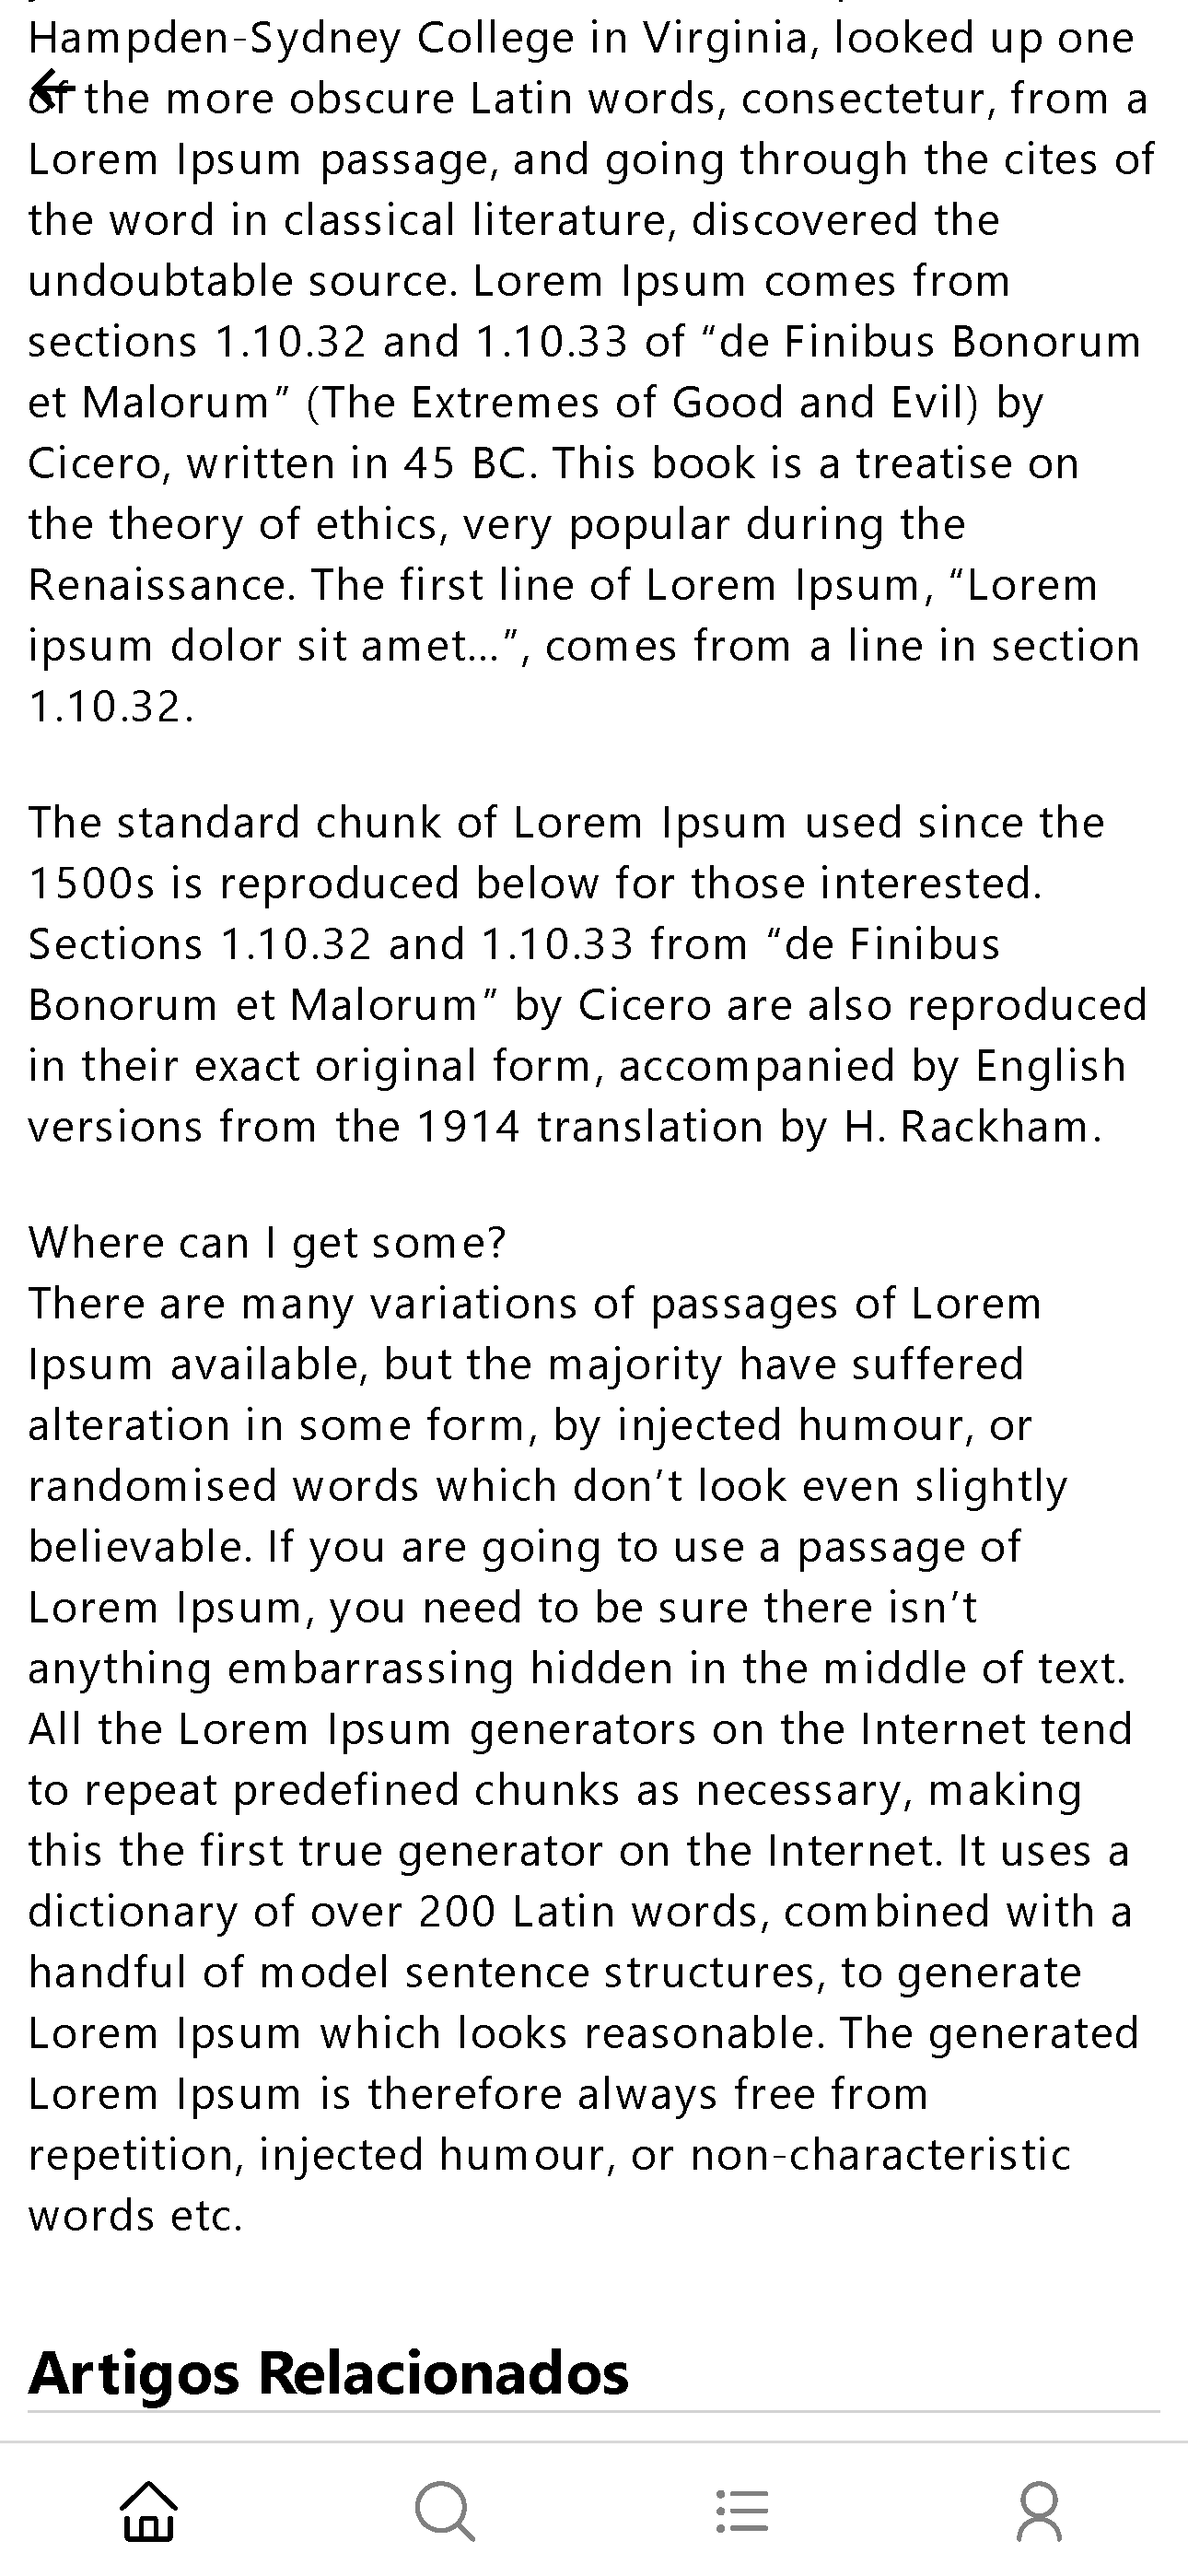 Hampden-Sydney College in Virginia, looked up one
of the more obscure Latin words, consectetur, from a
Lorem Ipsum passage, and going through the cites of
the word in classical literature, discovered the
undoubtable source. Lorem Ipsum comes from
sections 1.10.32 and 1.10.33 of “de Finibus Bonorum
et Malorum” (The Extremes of Good and Evil) by
Cicero, written in 45 BC. This book is a treatise on
the theory of ethics, very popular during the
Renaissance. The first line of Lorem Ipsum, “Lorem
ipsum dolor sit amet…”, comes from a line in section
1.10.32.
The standard chunk of Lorem Ipsum used since the
1500s is reproduced below for those interested.
Sections 1.10.32 and 1.10.33 from “de Finibus
Bonorum et Malorum” by Cicero are also reproduced
in their exact original form, accompanied by English
versions from the 1914 translation by H. Rackham.
Where can I get some?
There are many variations of passages of Lorem
Ipsum available, but the majority have suffered
alteration in some form, by injected humour, or
randomised words which don’t look even slightly
believable. If you are going to use a passage of
Lorem Ipsum, you need to be sure there isn’t
anything embarrassing hidden in the middle of text.
All the Lorem Ipsum generators on the Internet tend
to repeat predefined chunks as necessary, making
this the first true generator on the Internet. It uses a
dictionary of over 200 Latin words, combined with a
handful of model sentence structures, to generate
Lorem Ipsum which looks reasonable. The generated
Lorem Ipsum is therefore always free from
repetition, injected humour, or non-characteristic
words etc.
Artigos Relacionados